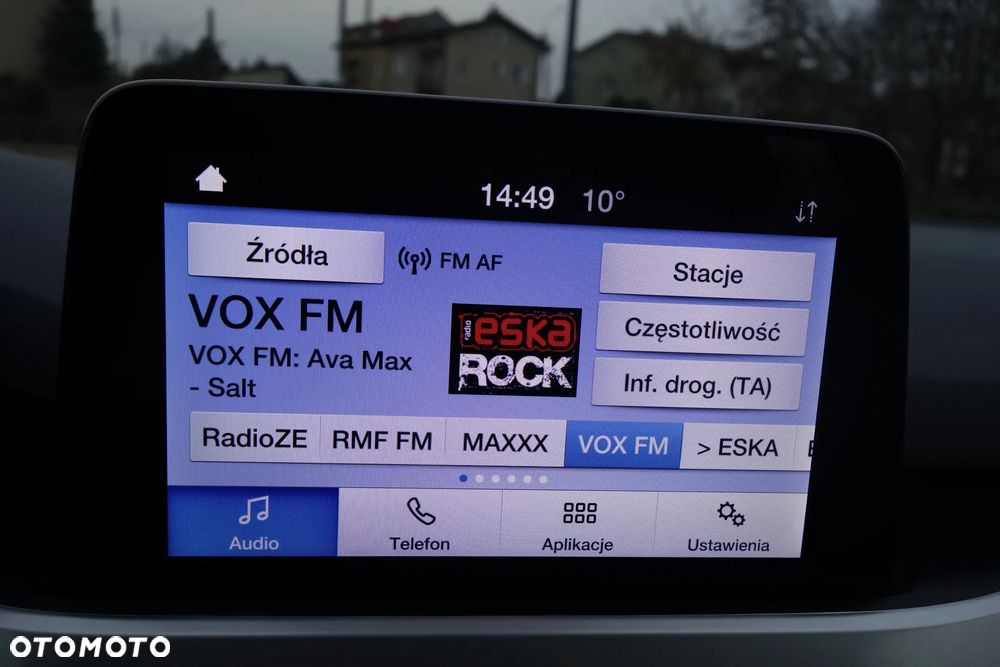 14:49 10°
Źródła
FM AF
Stacje
VOX FM
VOX FM: Ava Max
- Salt
radio
eska
ROCK
Częstotliwość
Inf. drog. (TA)
RadioZE
RMF FM
MAXXX
VOX FM
> ESKA
Audio
Telefon
Aplikacje
Ustawienia
OTOMOTO